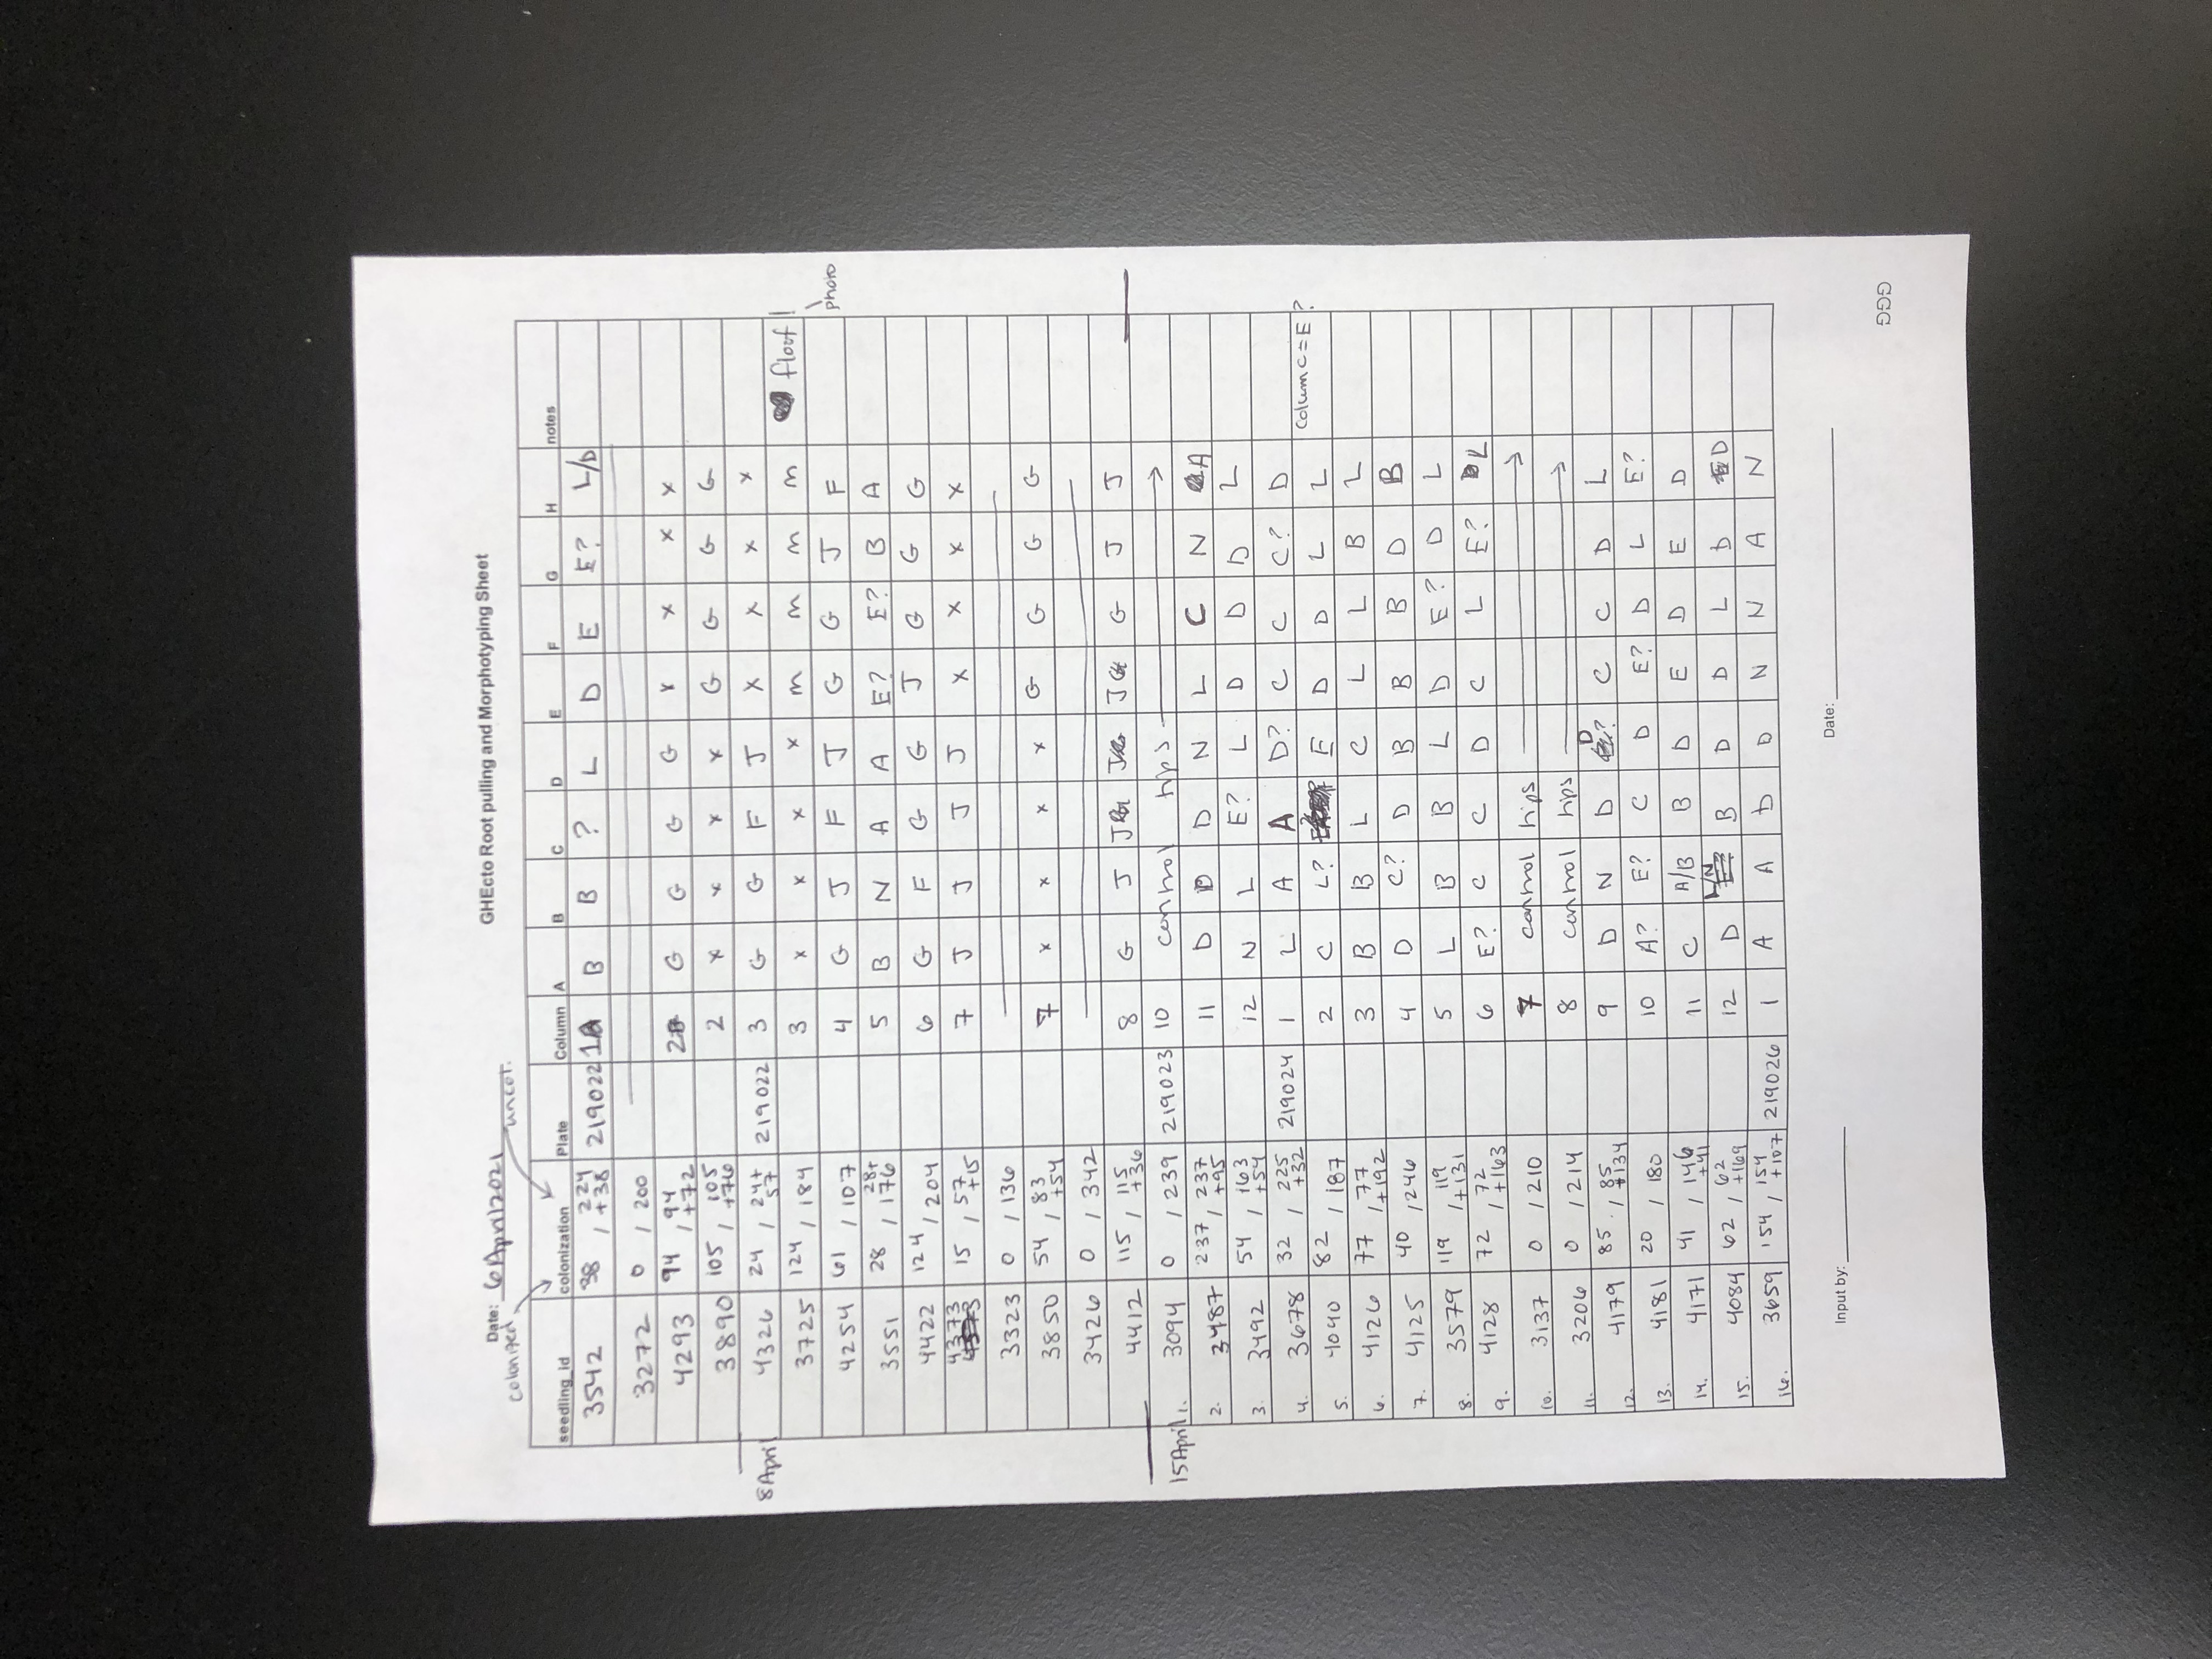 GHEcto Root pulling and Morphotyping Sheet
Date: 6 April 2021
colonized uncol.
seedling_id colonization Plate Column A B C D E F G H notes
3542 38 / 224 +38 219022 1 B B ? L D E E? L/D
3272 0 / 200
4293 94 / 94 +72 2 G G G G x x x x
3890 105 / 105 +76 2 x x x x G G G G
8 April 4326 24 / 24+ 57 219022 3 G G F J x x x x
3725 124 / 184 3 x x x x m m m m floof!
photo
4254 61 / 107 4 G J F J G G J F
3551 28 / 28+ 176 5 B N A A E? E? B A
4422 124 / 204 6 G F G G J G G G
4373 15 / 57 +15 7 J J J J x x x x
3323 0 / 136
3850 54 / 83 +54 7 x x x x G G G G
3426 0 / 342
4412 115 / 115 +36 8 G J J J J G J J
15 April 1. 3094 0 / 239 219023 10 control tips
2. 3487 237 / 237 +95 11 D D D N L C N A
3. 3492 54 / 163 +54 12 N L E? L D D D L
4. 3678 32 / 225 +32 219024 1 L A A D? C C C? D
5. 4040 82 / 187 2 C L? E D D L L Colum C = E?
6. 4126 77 / 77 +192 3 B B L C L L B L
7. 4125 40 / 246 4 D C? D B B B D B
8. 3579 119 / 119 +131 5 L B B L D E? D L
9. 4128 72 / 72 +163 6 E? C C D C L E? L
10. 3137 0 / 210 7 control tips
11. 3206 0 / 214 8 control tips
12. 4179 85 / 85 +134 9 D N D D ? C C D L
13. 4181 20 / 180 10 A? E? C D E? D L E?
14. 4171 41 / 146 +41 11 C A/B B D E D E D
15. 4084 62 / 62 +169 12 D L/N B D D L D D
16. 3659 154 / 154 +107 219026 1 A A D D N N A N
Input by: Date:
GGG